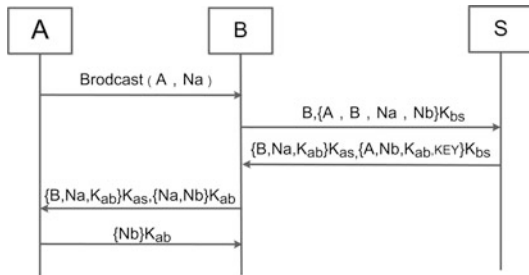 A
B
S
Brodcast ( A , Na )
B,{A , B , Na , Nb}Kbs
{B,Na,Kab}Kas,{A,Nb,Kab,KEY}Kbs
{B,Na,Kab}Kas,{Na,Nb}Kab
{Nb}Kab